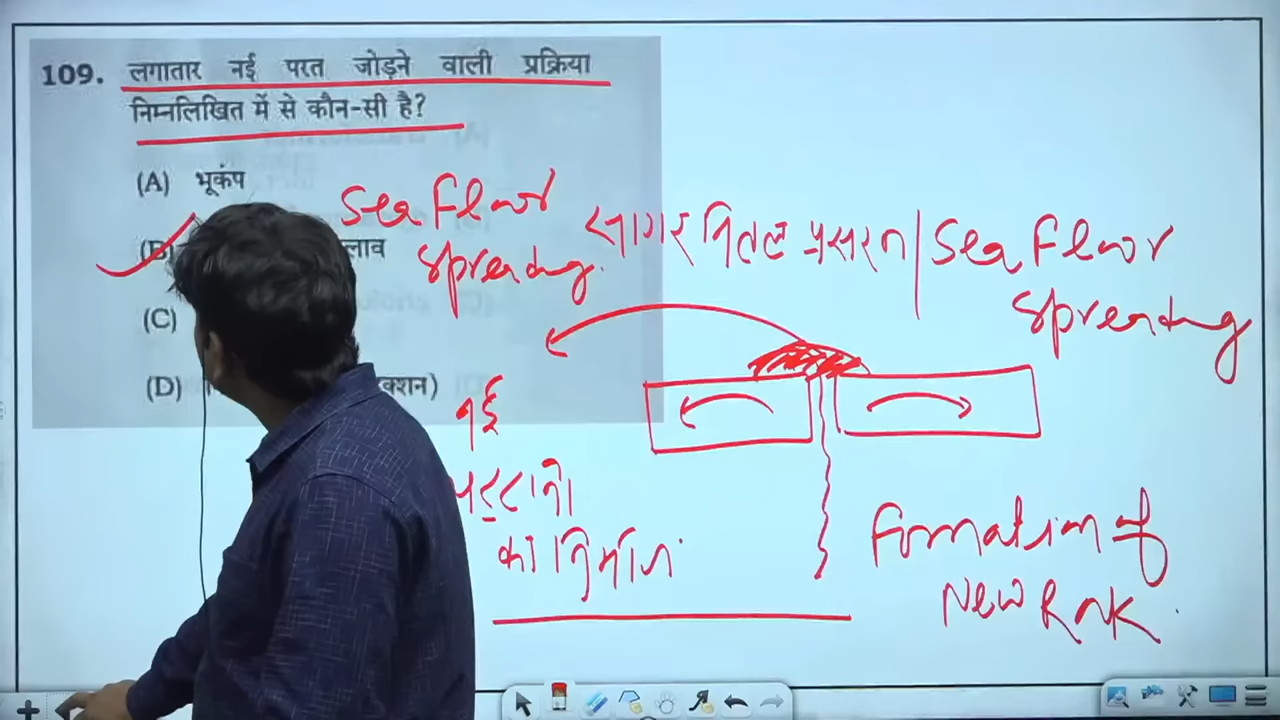 109. लगातार नई परत जोड़ने वाली प्रक्रिया
निम्नलिखित में से कौन-सी है?
(A) भूकंप
(B) लाव
(C)
(D) क्शन)
Sea Floor
Spreading.
सागर नितल प्रसरण | Sea Floor
Spreading
नई
चट्टानों
का निर्माण
Formation of
New Rock.